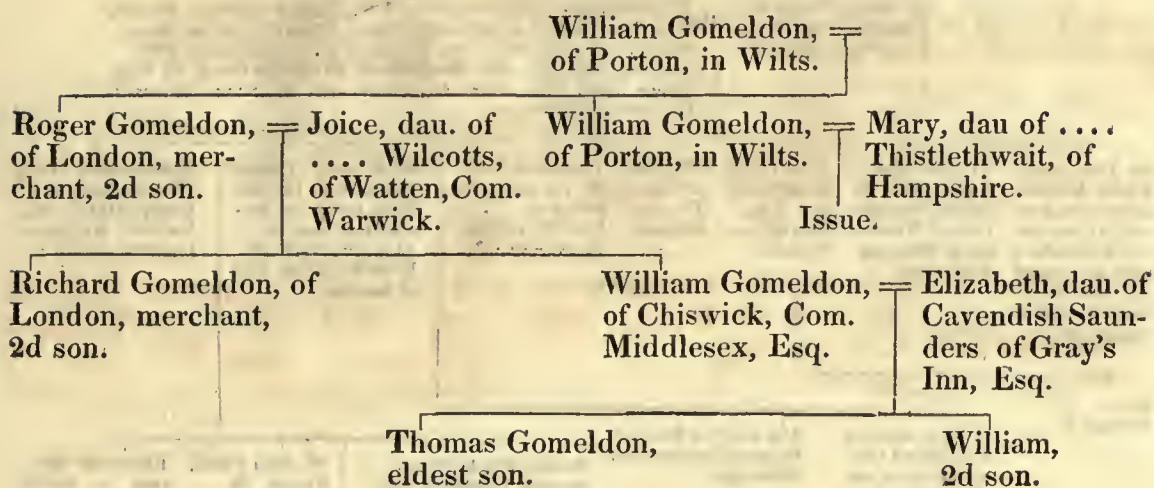 William Gomeldon,
of Porton, in Wilts.
Roger Gomeldon,
of London, mer-
chant, 2d son.
Joice, dau. of
.... Wilcotts,
of Watten, Com.
Warwick.
William Gomeldon,
of Porton, in Wilts.
Mary, dau of ....
Thistlethwait, of
Hampshire.
Issue.
Richard Gomeldon, of
London, merchant,
2d son.
William Gomeldon,
of Chiswick, Com.
Middlesex, Esq.
Elizabeth, dau. of
Cavendish Saun-
ders of Gray's
Inn, Esq.
Thomas Gomeldon,
eldest son.
William,
2d son.